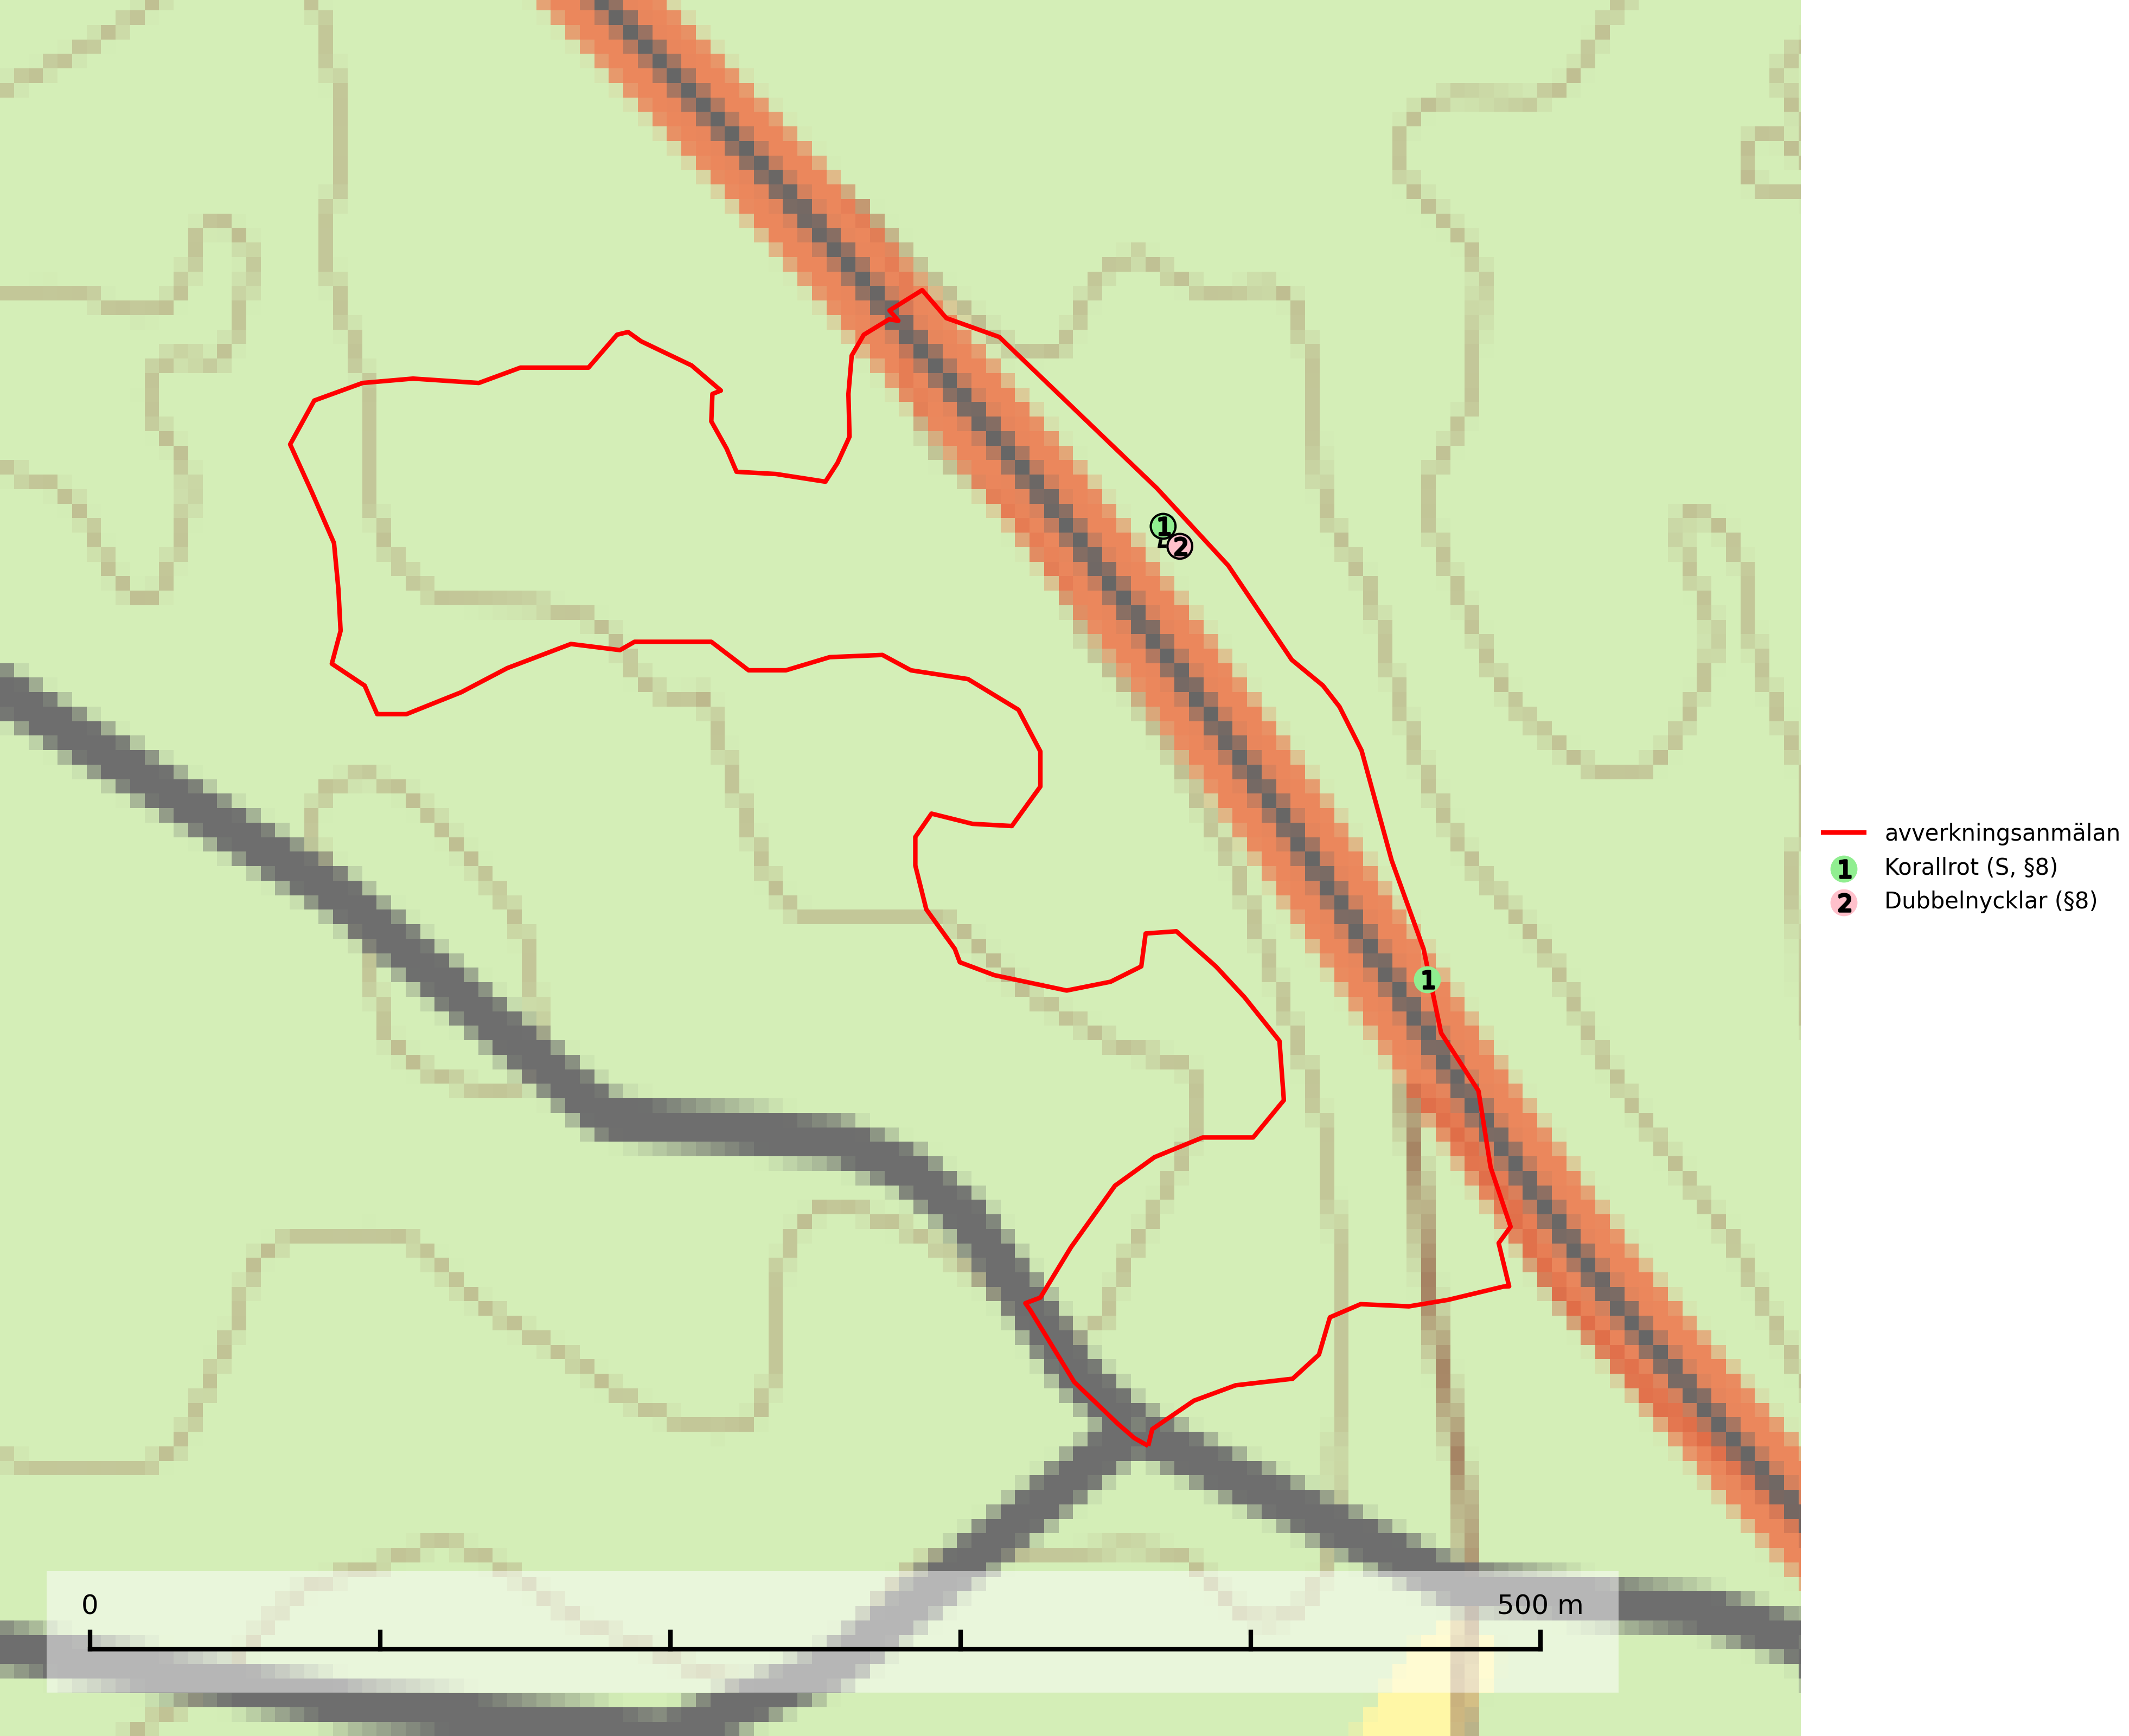 1
2
1
avverkningsanmälan
1 Korallrot (S, §8)
2 Dubbelnycklar (§8)
0 500 m